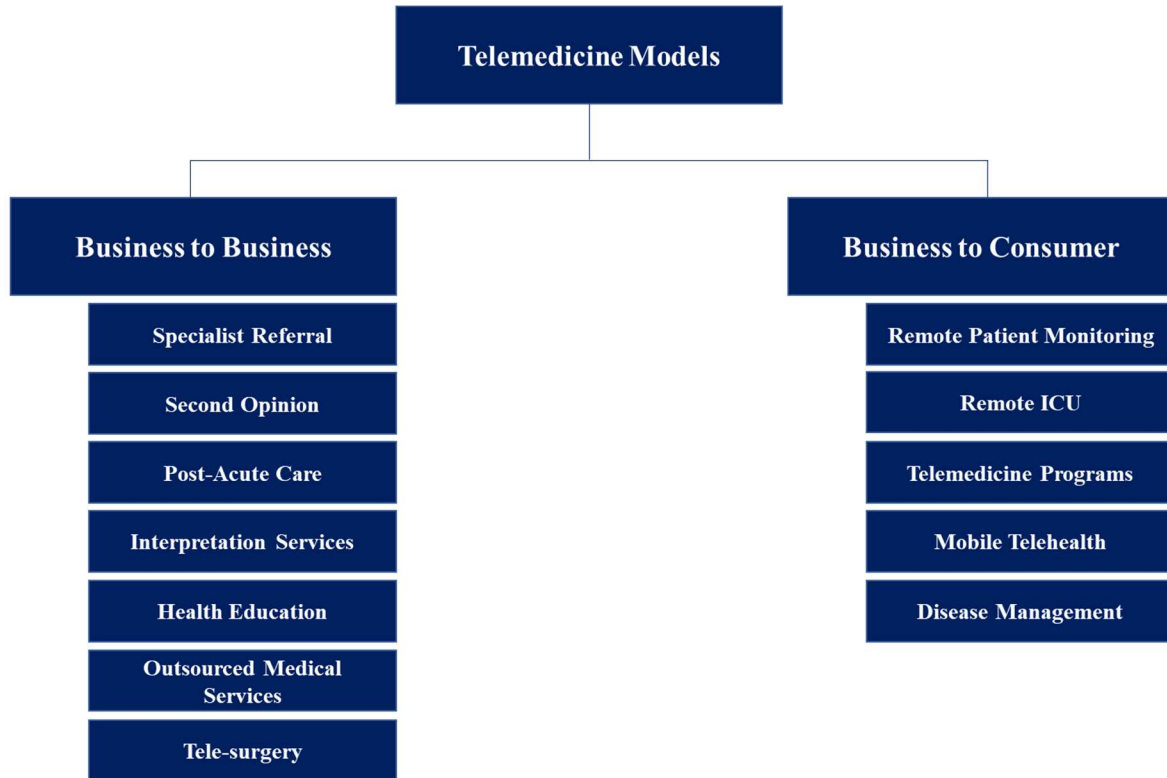 Telemedicine Models
Business to Business
Specialist Referral
Second Opinion
Post-Acute Care
Interpretation Services
Health Education
Outsourced Medical
Services
Tele-surgery
Business to Consumer
Remote Patient Monitoring
Remote ICU
Telemedicine Programs
Mobile Telehealth
Disease Management